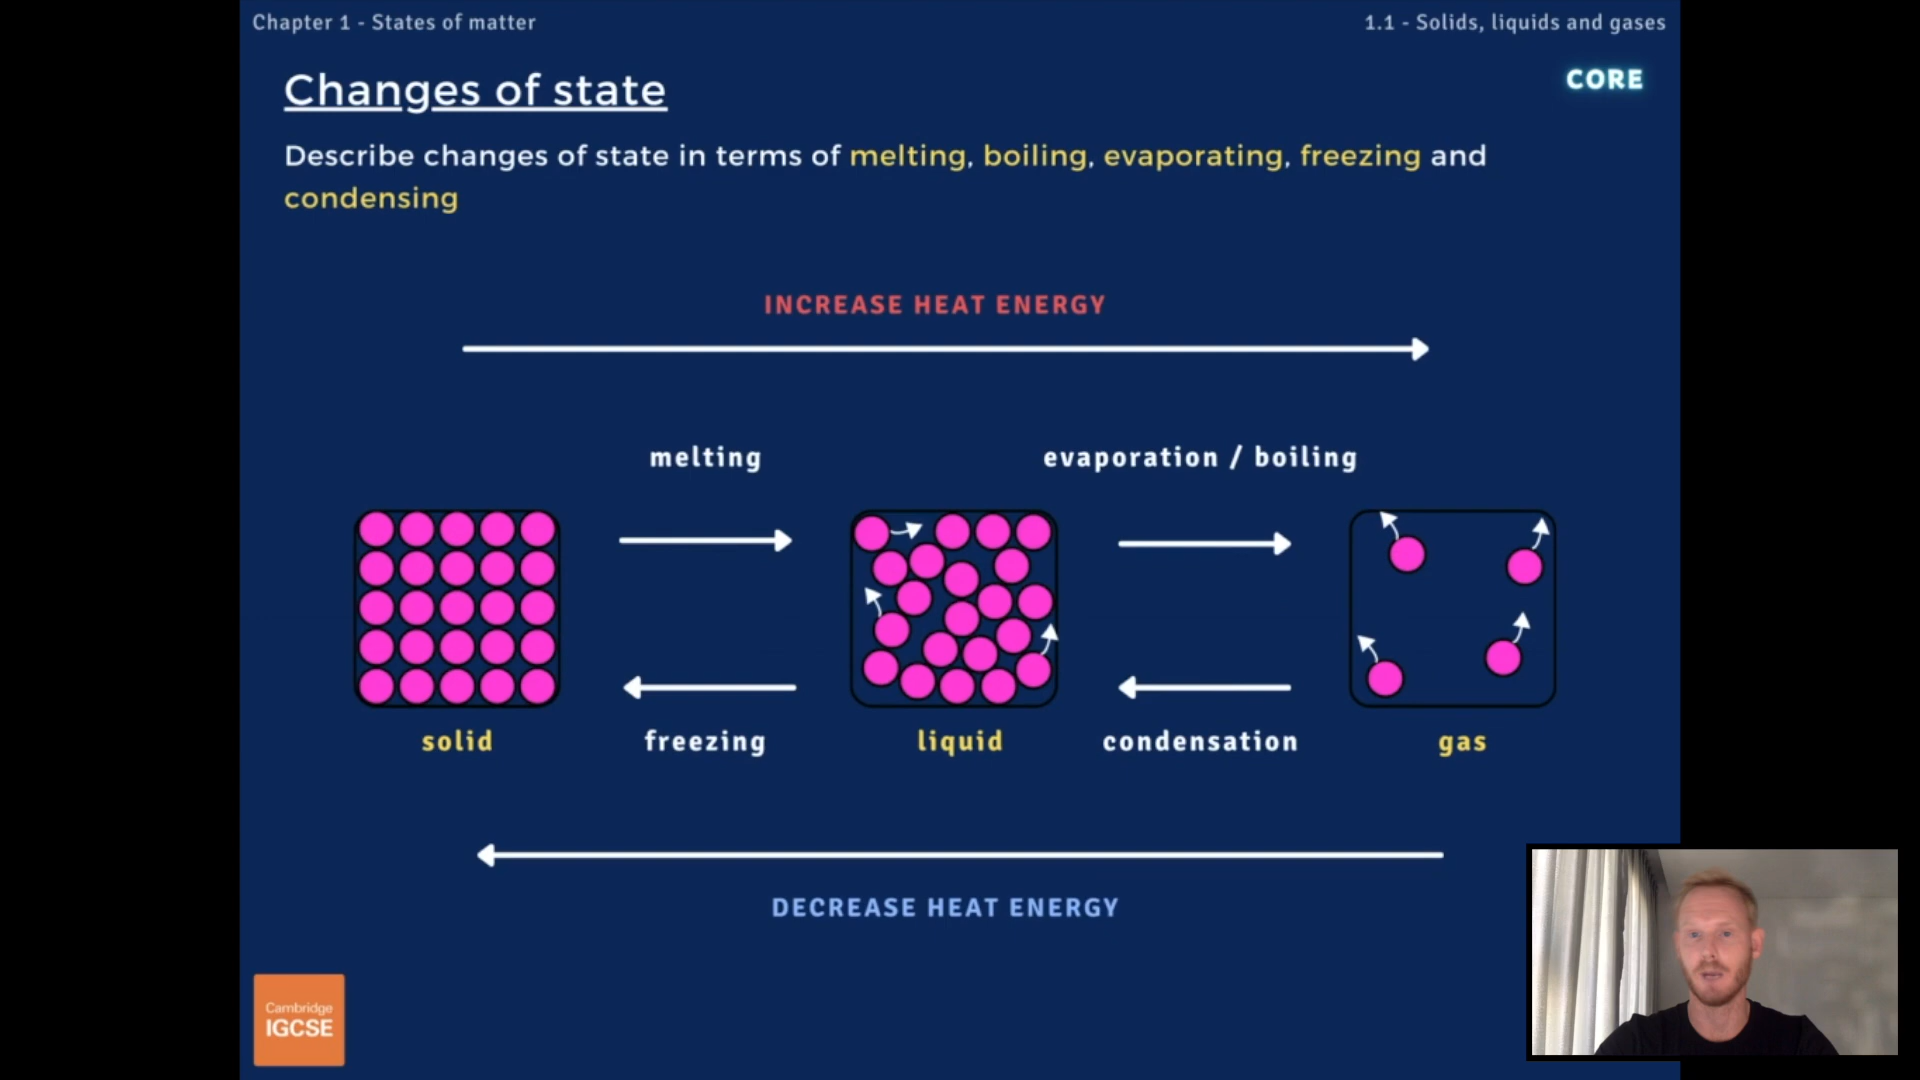 Chapter 1 - States of matter
1.1 - Solids, liquids and gases
CORE
Changes of state
Describe changes of state in terms of melting, boiling, evaporating, freezing and
condensing
INCREASE HEAT ENERGY
melting
evaporation / boiling
solid
freezing
liquid
condensation
gas
DECREASE HEAT ENERGY
Cambridge
IGCSE